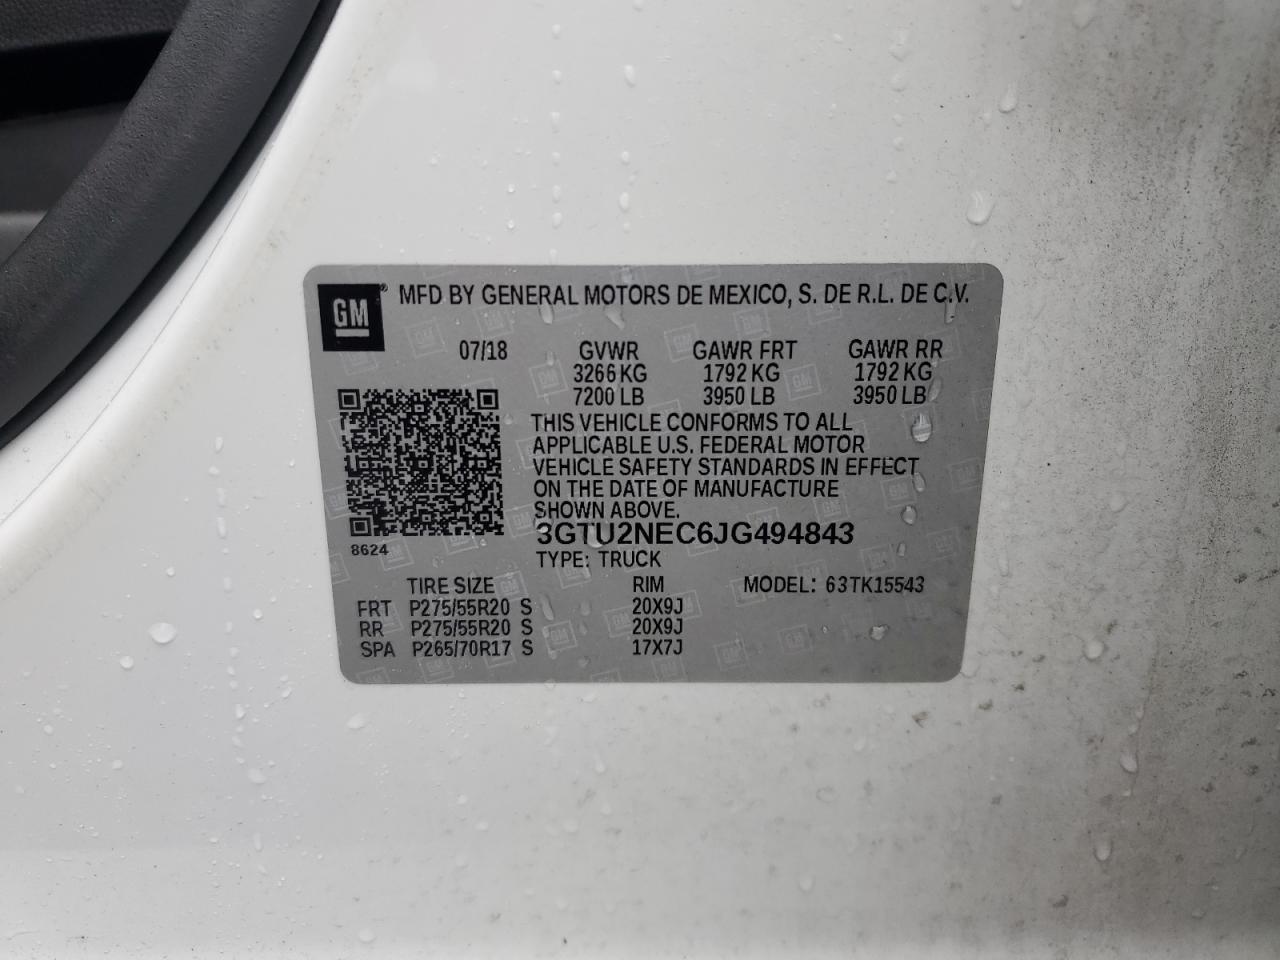 GM ® MFD BY GENERAL MOTORS DE MEXICO, S. DE R.L. DE C.V.
07/18 GVWR GAWR FRT GAWR RR
3266 KG 1792 KG 1792 KG
7200 LB 3950 LB 3950 LB
THIS VEHICLE CONFORMS TO ALL
APPLICABLE U.S. FEDERAL MOTOR
VEHICLE SAFETY STANDARDS IN EFFECT
ON THE DATE OF MANUFACTURE
SHOWN ABOVE.
3GTU2NEC6JG494843
8624
TYPE: TRUCK
TIRE SIZE RIM MODEL: 63TK15543
FRT P275/55R20 S 20X9J
RR P275/55R20 S 20X9J
SPA P265/70R17 S 17X7J